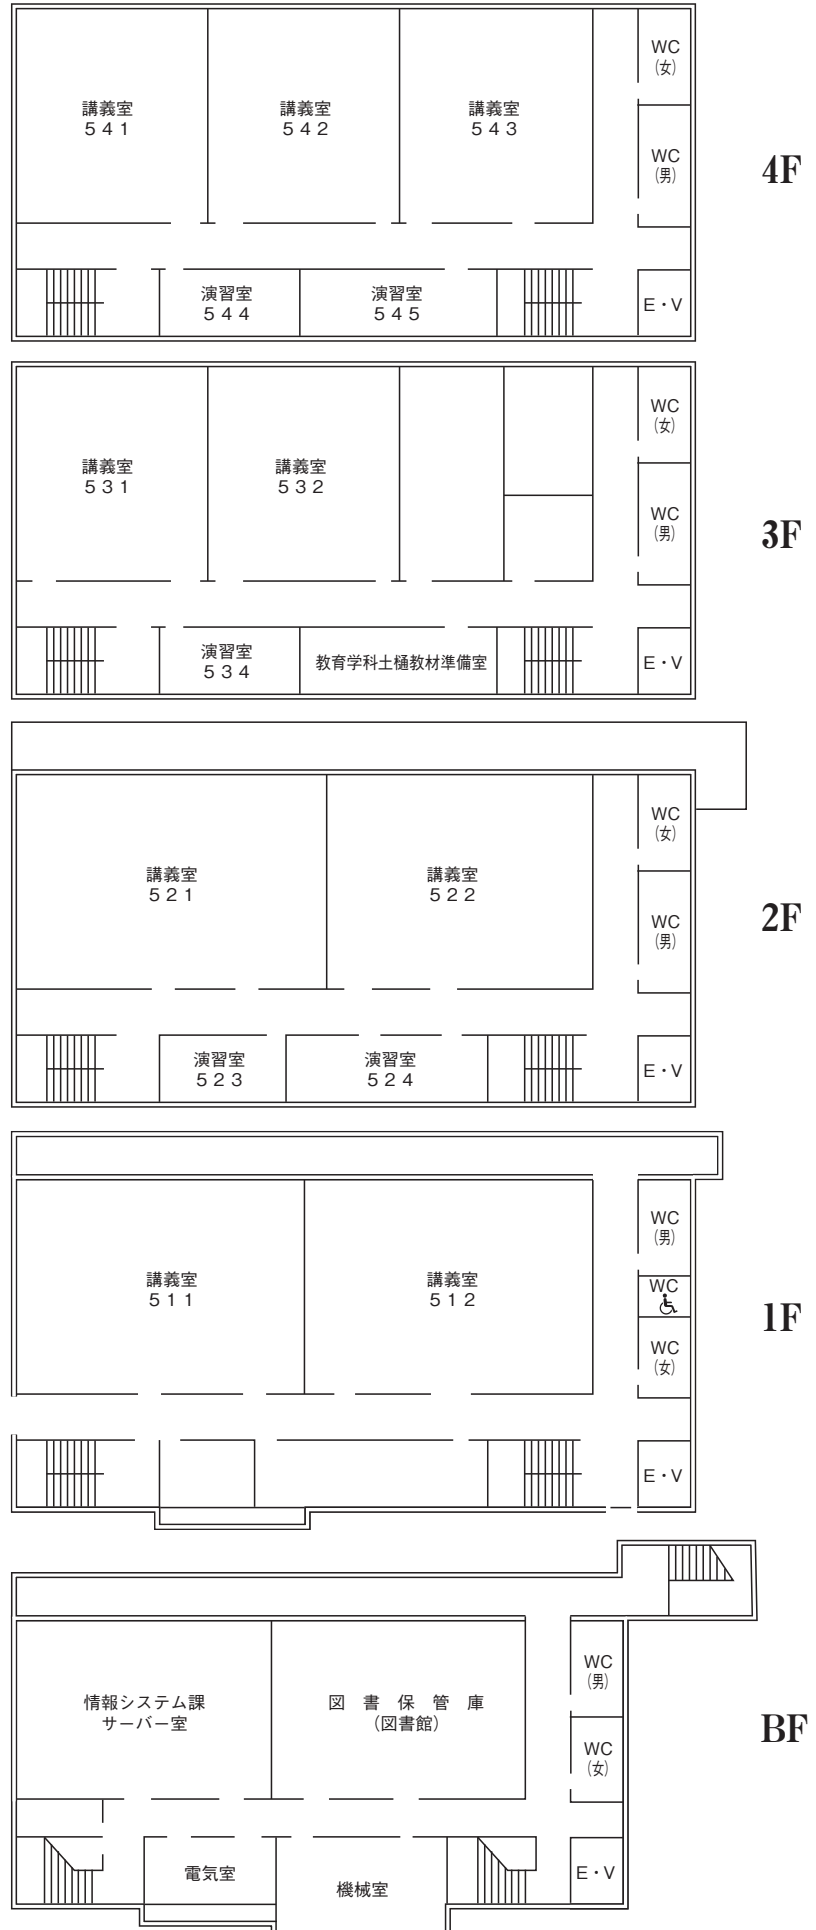 WC
(女)
講義室
５４１
講義室
５４２
講義室
５４３
WC
(男)
4F
演習室
５４４
演習室
５４５
E・V
WC
(女)
講義室
５３１
講義室
５３２
WC
(男)
3F
演習室
５３４
教育学科土樋教材準備室
E・V
WC
(女)
講義室
５２１
講義室
５２２
WC
(男)
2F
演習室
５２３
演習室
５２４
E・V
WC
(男)
講義室
５１１
講義室
５１２
WC
WC
(女)
1F
E・V
WC
(男)
情報システム課
サーバー室
図　書　保　管　庫
(図書館)
WC
(女)
BF
電気室
機械室
E・V